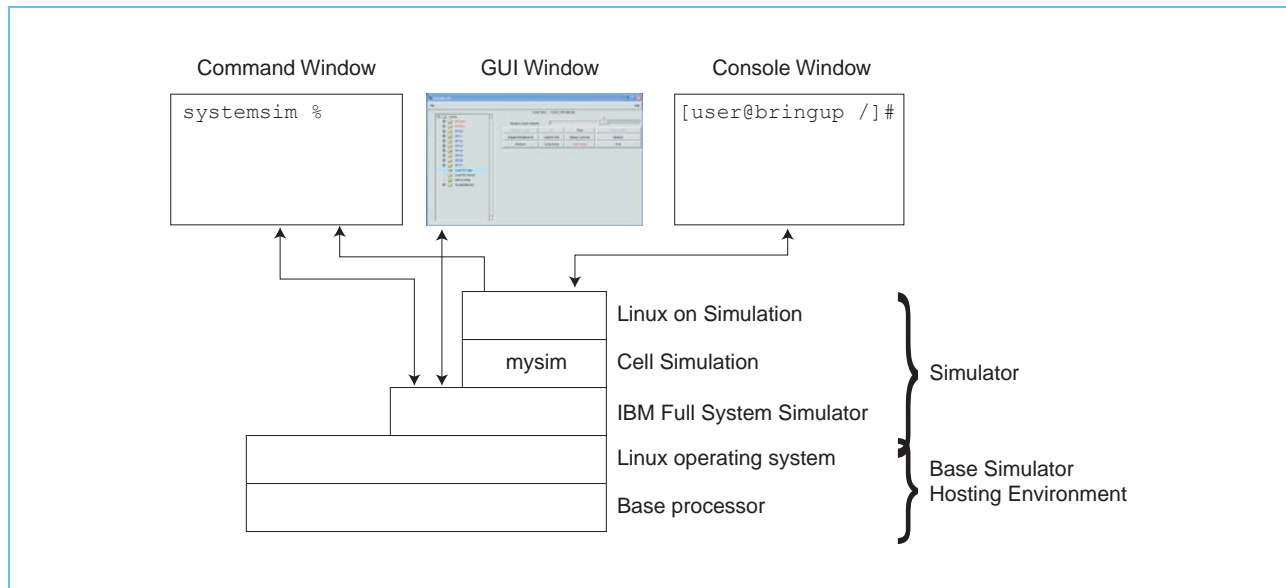 Command Window
GUI Window
Console Window
systemsim %
[user@bringup /]#
Linux on Simulation
mysim
Cell Simulation
Simulator
IBM Full System Simulator
Linux operating system
Base Simulator
Hosting Environment
Base processor